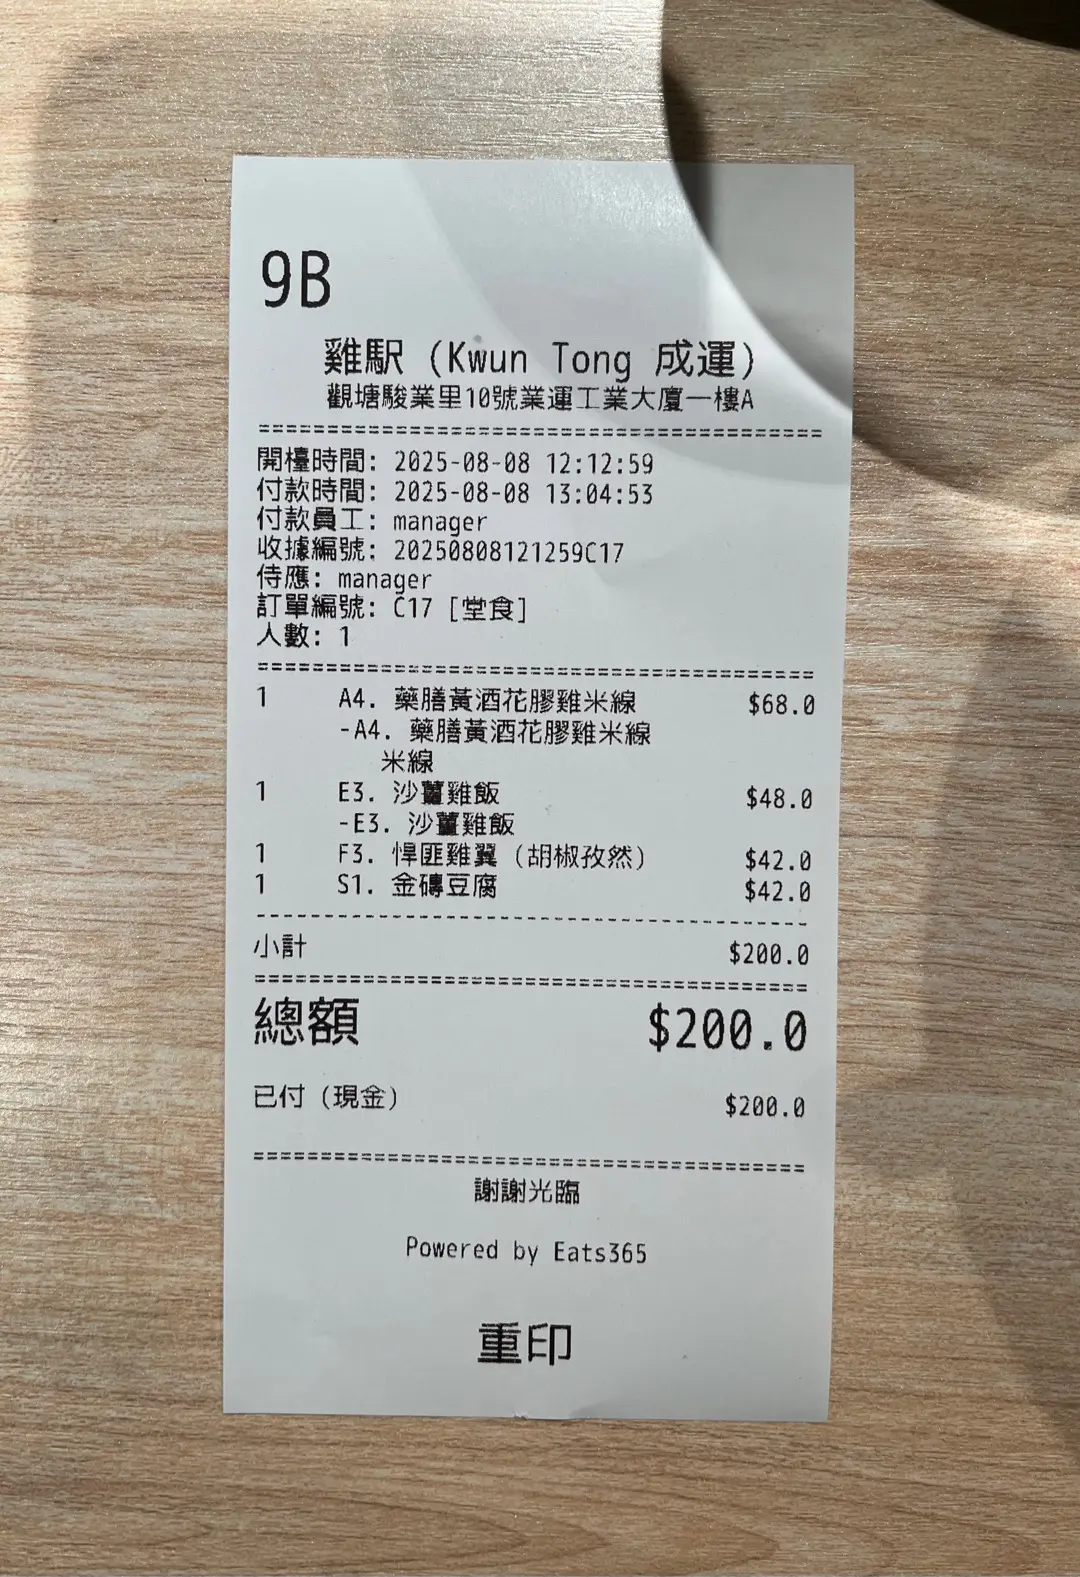 9B
雞駅 (Kwun Tong 成運)
觀塘駿業里10號業運工業大廈一樓A
=========================================
開檯時間: 2025-08-08 12:12:59
付款時間: 2025-08-08 13:04:53
付款員工: manager
收據編號: 20250808121259C17
侍應: manager
訂單編號: C17 [堂食]
人數: 1
=========================================
1 A4. 藥膳黃酒花膠雞米線 $68.0
-A4. 藥膳黃酒花膠雞米線
米線
1 E3. 沙薑雞飯 $48.0
-E3. 沙薑雞飯
1 F3. 悍匪雞翼 (胡椒孜然) $42.0
1 S1. 金磚豆腐 $42.0
-----------------------------------------
小計 $200.0
=========================================
總額 $200.0
已付 (現金) $200.0
=========================================
謝謝光臨
Powered by Eats365
重印